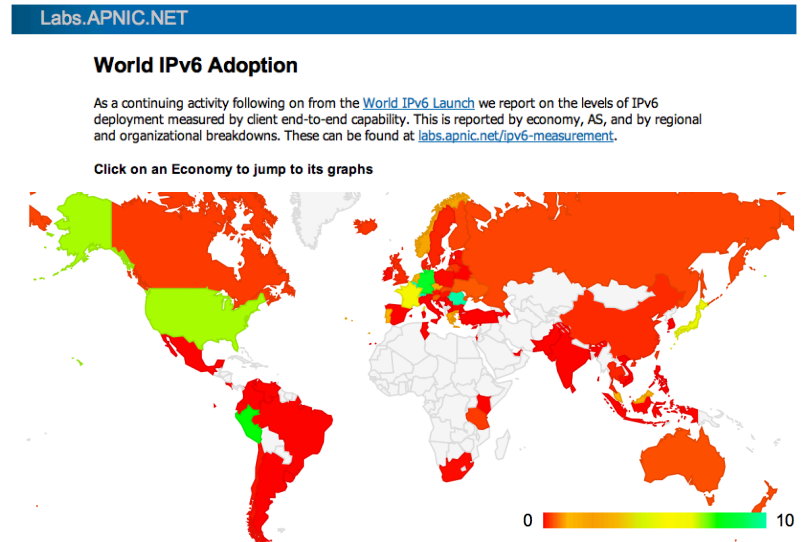 Labs.APNIC.NET
World IPv6 Adoption
As a continuing activity following on from the World IPv6 Launch we report on the levels of IPv6
deployment measured by client end-to-end capability. This is reported by economy, AS, and by regional
and organizational breakdowns. These can be found at labs.apnic.net/ipv6-measurement.
Click on an Economy to jump to its graphs
0 10